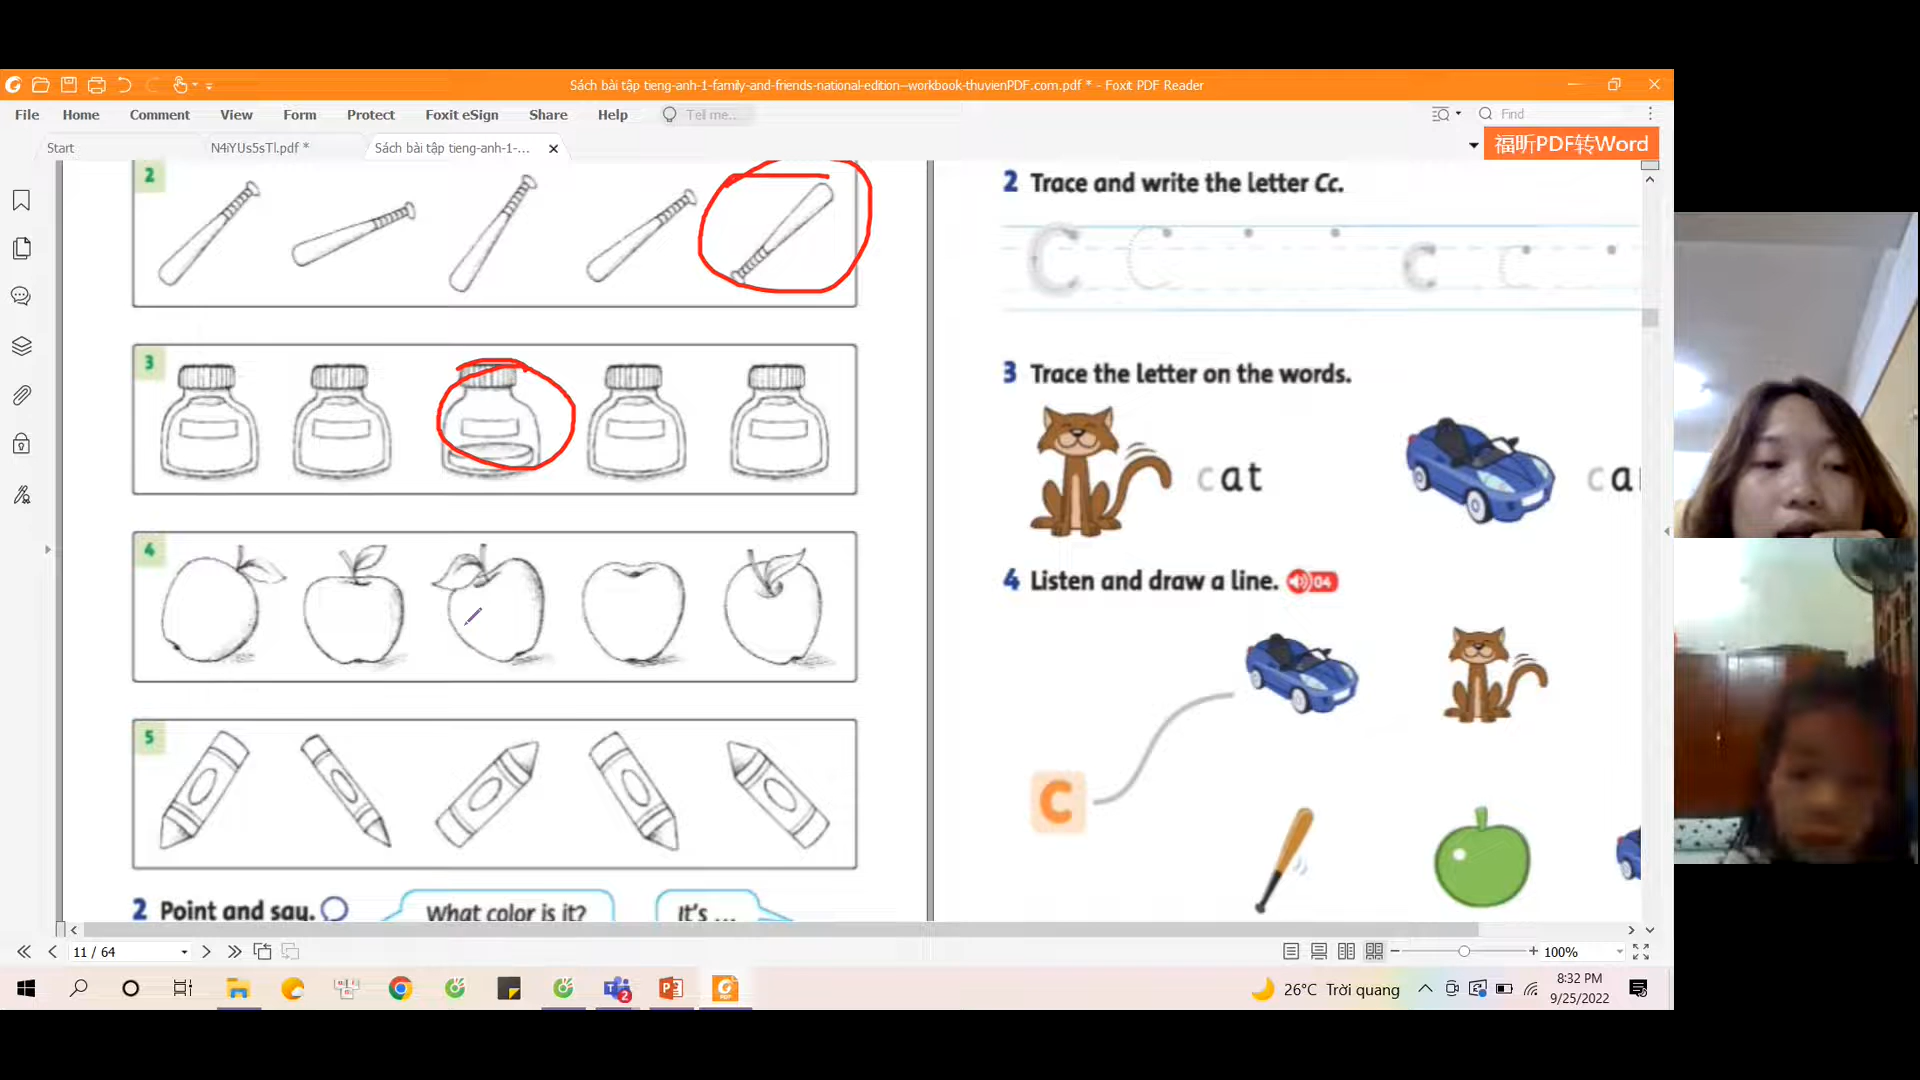 Sách bài tập tieng-anh-1-family-and-friends-national-edition--workbook-thuvienPDF.com.pdf * - Foxit PDF Reader
File Home Comment View Form Protect Foxit eSign Share Help Tell me... Find
Start N4iYUs5sTl.pdf * Sách bài tập tieng-anh-1-... 福昕PDF转Word
2
3
4
5
2 Point and say. What color is it? It's ...
2 Trace and write the letter Cc.
C C c c
3 Trace the letter on the words.
cat ca
4 Listen and draw a line. 04
C
11 / 64 100%
26°C Trời quang
8:32 PM
9/25/2022
2